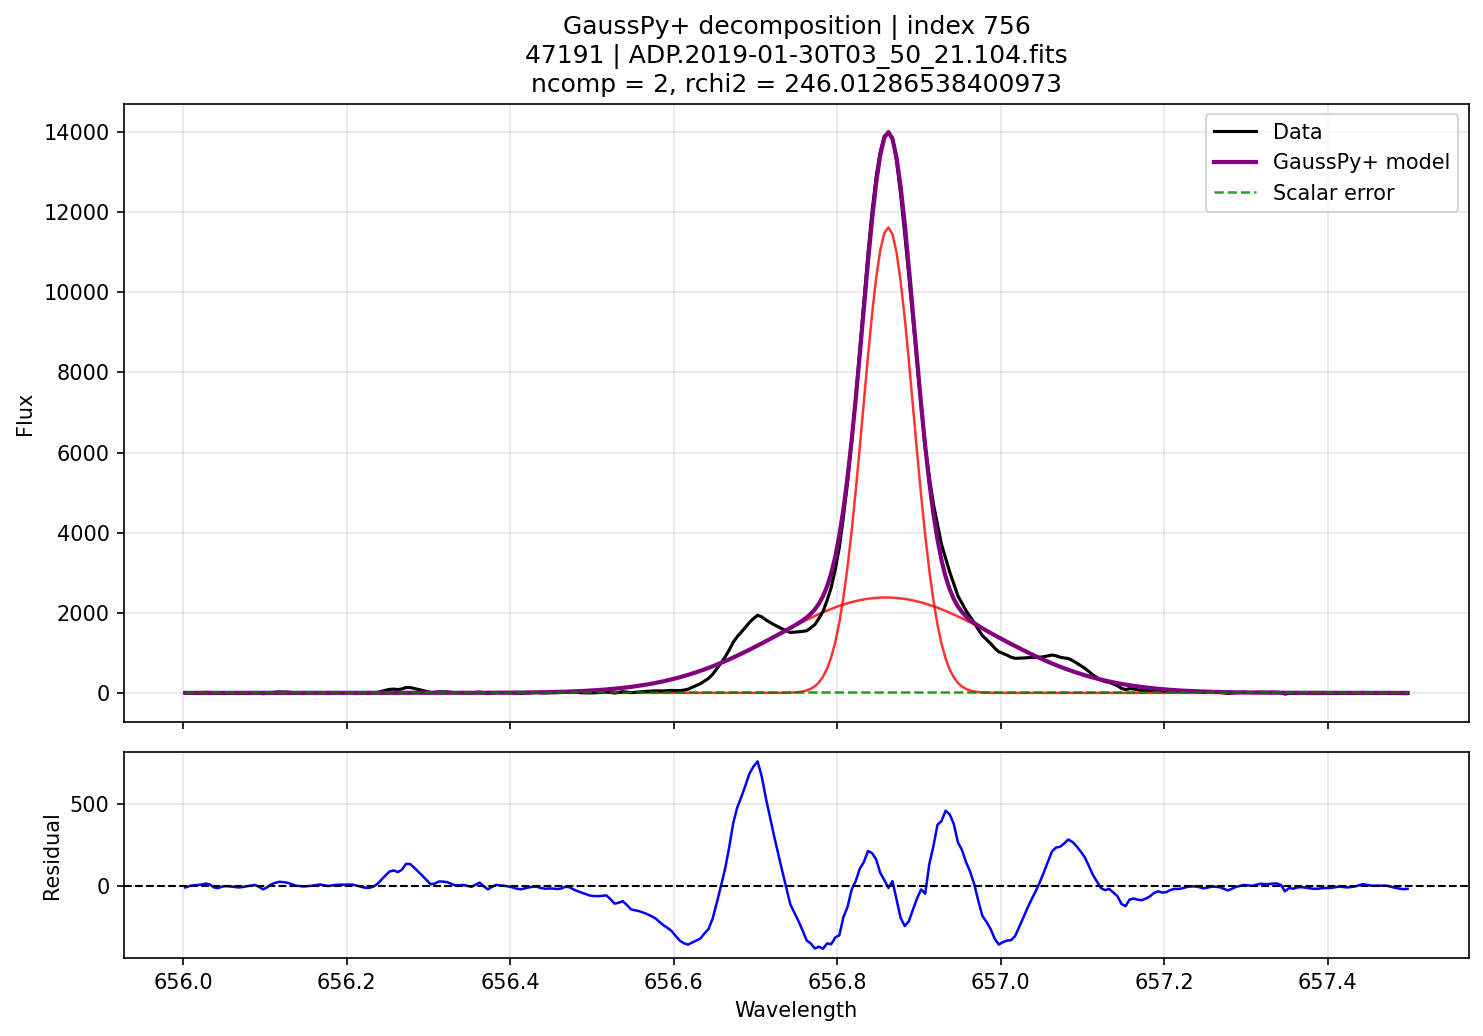 GaussPy+ decomposition | index 756
47191 | ADP.2019-01-30T03_50_21.104.fits
ncomp = 2, rchi2 = 246.01286538400973
14000
12000
10000
8000
6000
4000
2000
0
Flux
Data
GaussPy+ model
Scalar error
500
0
Residual
656.0 656.2 656.4 656.6 656.8 657.0 657.2 657.4
Wavelength